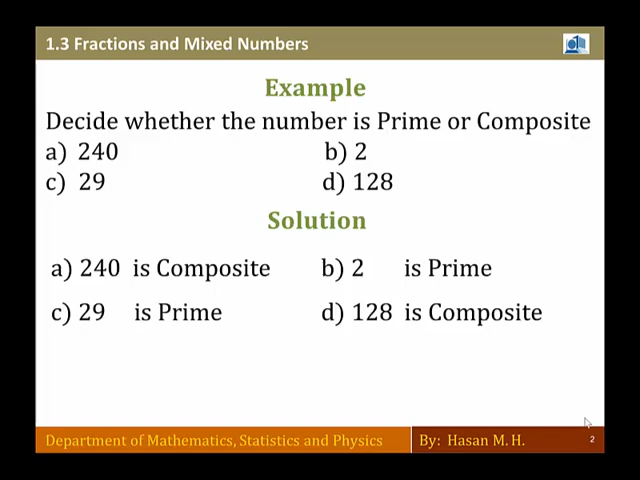 1.3 Fractions and Mixed Numbers
Example
Decide whether the number is Prime or Composite
a) 240 b) 2
c) 29 d) 128
Solution
a) 240 is Composite b) 2 is Prime
c) 29 is Prime d) 128 is Composite
Department of Mathematics, Statistics and Physics By: Hasan M. H. 2